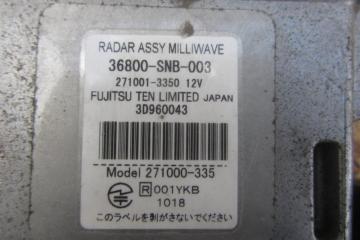 RADAR ASSY MILLIWAVE
36800-SNB-003
271001-3350 12V
FUJITSU TEN LIMITED JAPAN
3D960043
Model 271000-335
R 001YKB
1018
このラベルを剥がさないでください